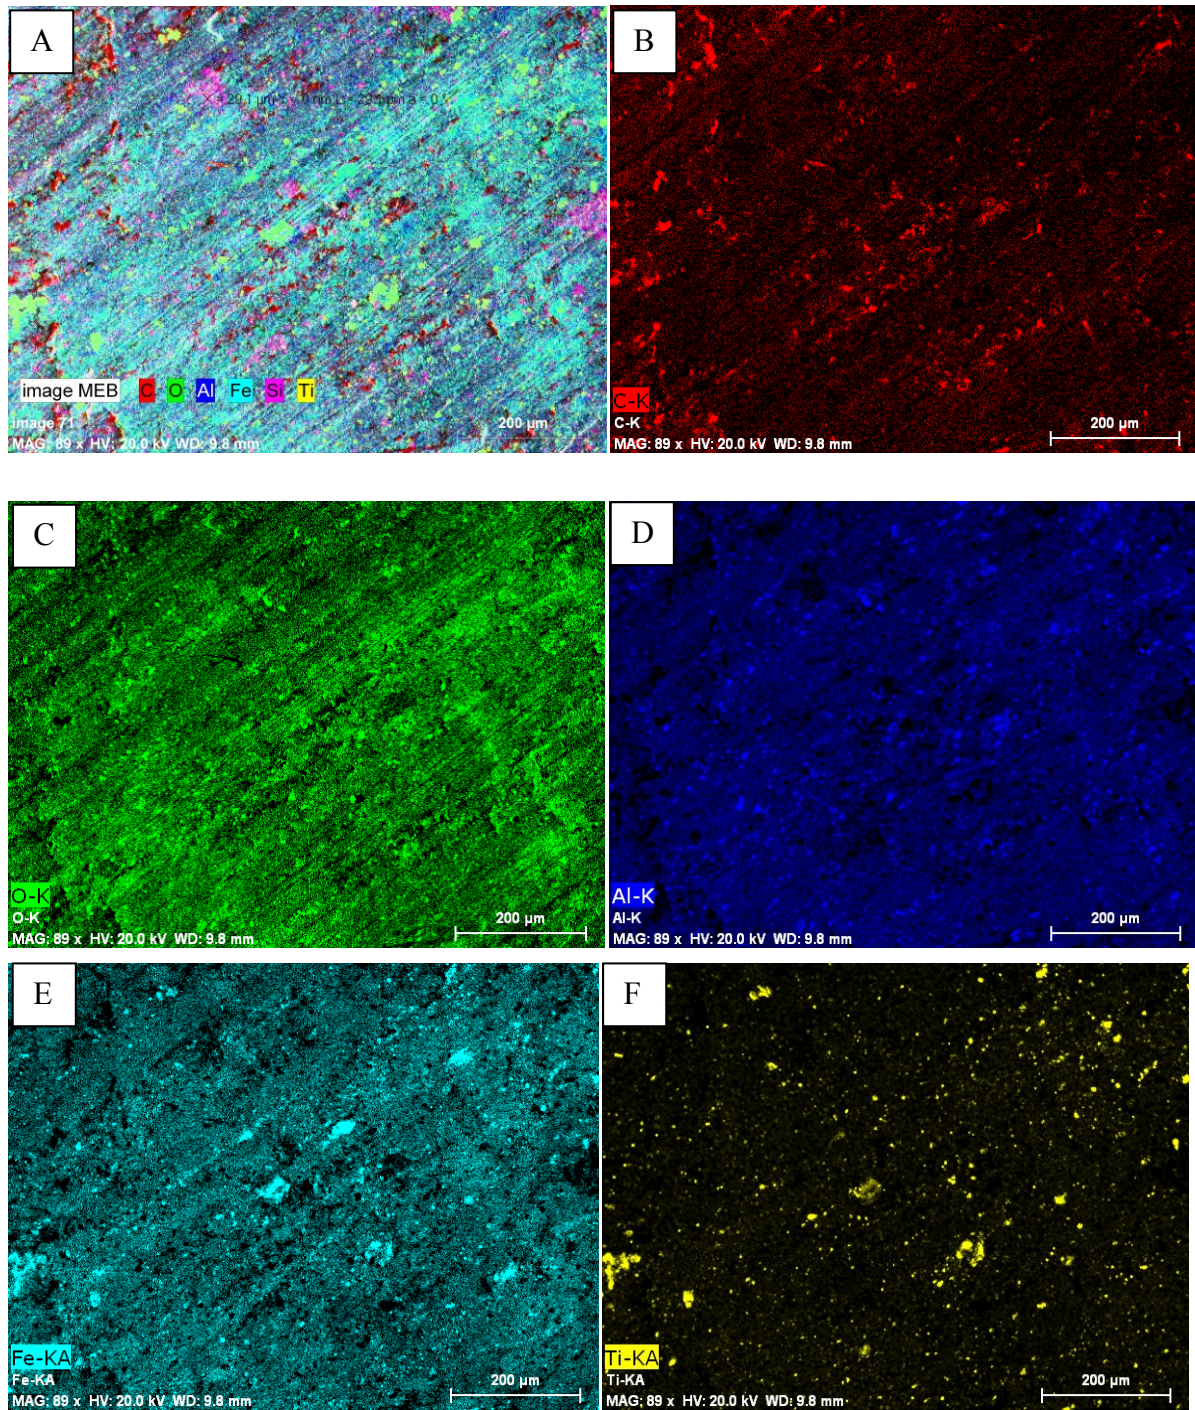 A
image MEB C O Al Fe Si Ti
image 71
200 µm
MAG: 89 x HV: 20.0 kV WD: 9.8 mm
B
C-K
C-K
200 µm
MAG: 89 x HV: 20.0 kV WD: 9.8 mm
C
O-K
O-K
200 µm
MAG: 89 x HV: 20.0 kV WD: 9.8 mm
D
Al-K
Al-K
200 µm
MAG: 89 x HV: 20.0 kV WD: 9.8 mm
E
Fe-KA
Fe-KA
200 µm
MAG: 89 x HV: 20.0 kV WD: 9.8 mm
F
Ti-KA
Ti-KA
200 µm
MAG: 89 x HV: 20.0 kV WD: 9.8 mm